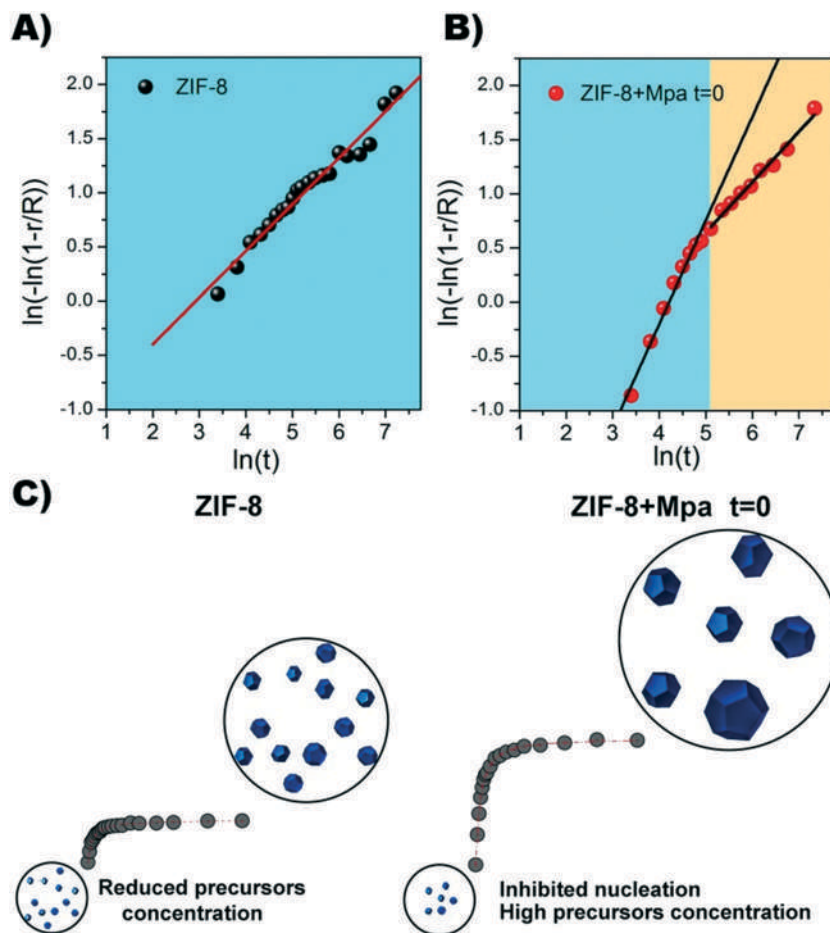 A)
ZIF-8
2.0
1.5
1.0
0.5
0.0
-0.5
-1.0
ln(-ln(1-r/R))
1 2 3 4 5 6 7
ln(t)
B)
ZIF-8+Mpa t=0
2.0
1.5
1.0
0.5
0.0
-0.5
-1.0
ln(-ln(1-r/R))
1 2 3 4 5 6 7
ln(t)
C)
ZIF-8
ZIF-8+Mpa t=0
Reduced precursors
concentration
Inhibited nucleation
High precursors concentration